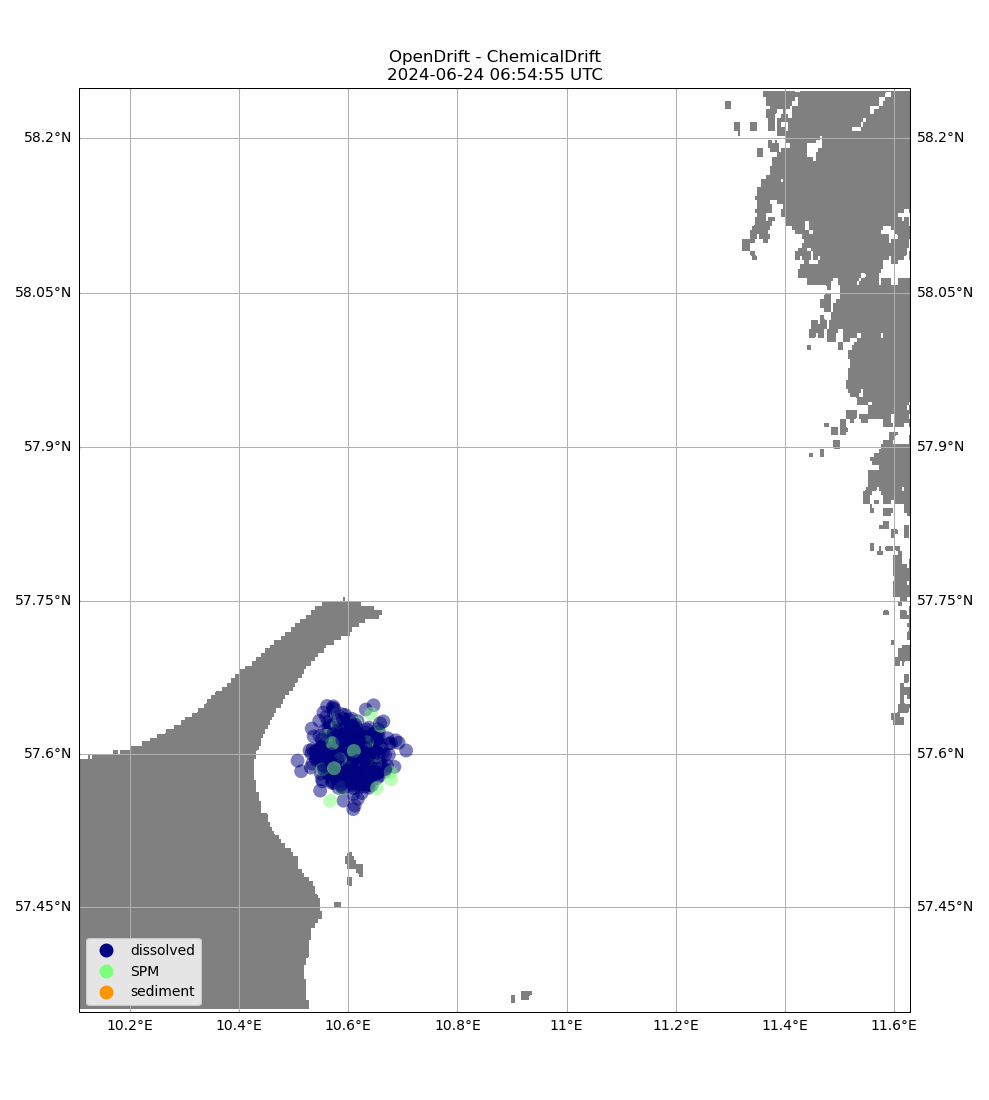 OpenDrift - ChemicalDrift
2024-06-24 06:54:55 UTC
58.2°N 58.2°N
58.05°N 58.05°N
57.9°N 57.9°N
57.75°N 57.75°N
57.6°N 57.6°N
57.45°N 57.45°N
dissolved
SPM
sediment
10.2°E 10.4°E 10.6°E 10.8°E 11°E 11.2°E 11.4°E 11.6°E